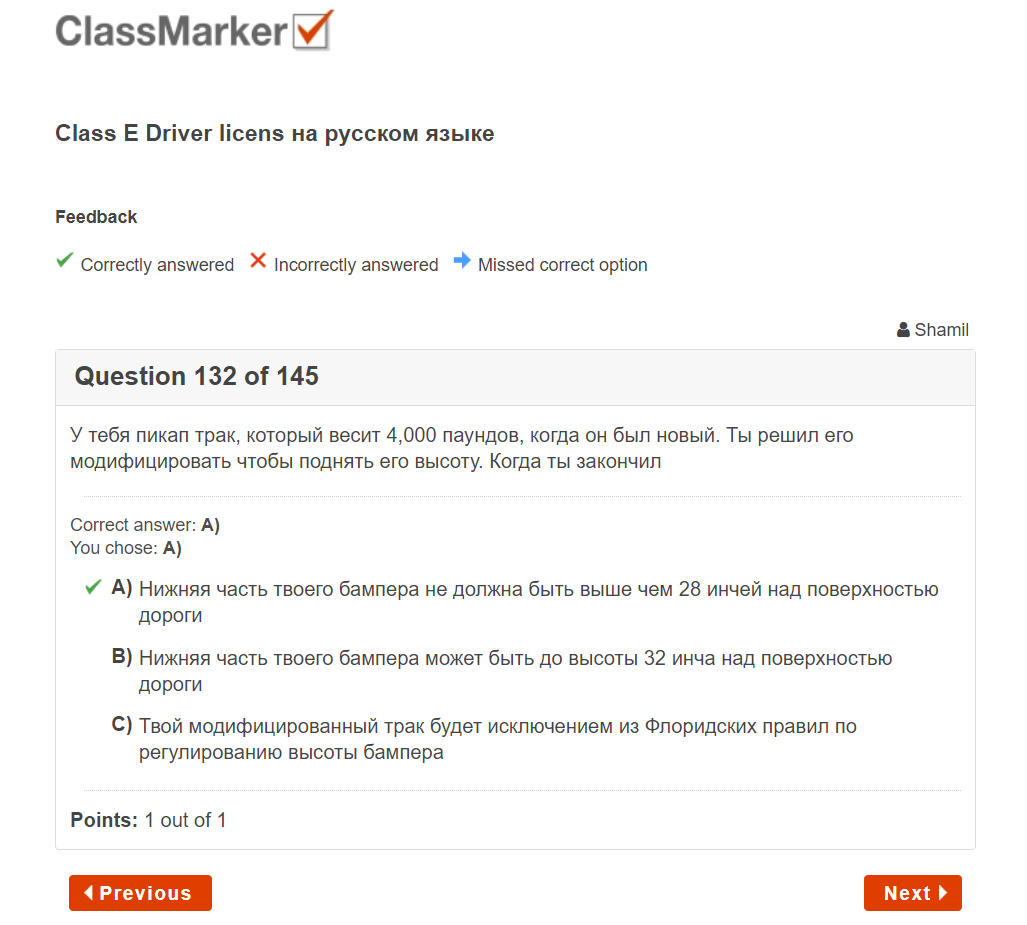 ClassMarker
Class E Driver licens на русском языке
Feedback
Correctly answered Incorrectly answered Missed correct option
Shamil
Question 132 of 145
У тебя пикап трак, который весит 4,000 паундов, когда он был новый. Ты решил его
модифицировать чтобы поднять его высоту. Когда ты закончил
Correct answer: A)
You chose: A)
A) Нижняя часть твоего бампера не должна быть выше чем 28 инчей над поверхностью
дороги
B) Нижняя часть твоего бампера может быть до высоты 32 инча над поверхностью
дороги
C) Твой модифицированный трак будет исключением из Флоридских правил по
регулированию высоты бампера
Points: 1 out of 1
Previous Next